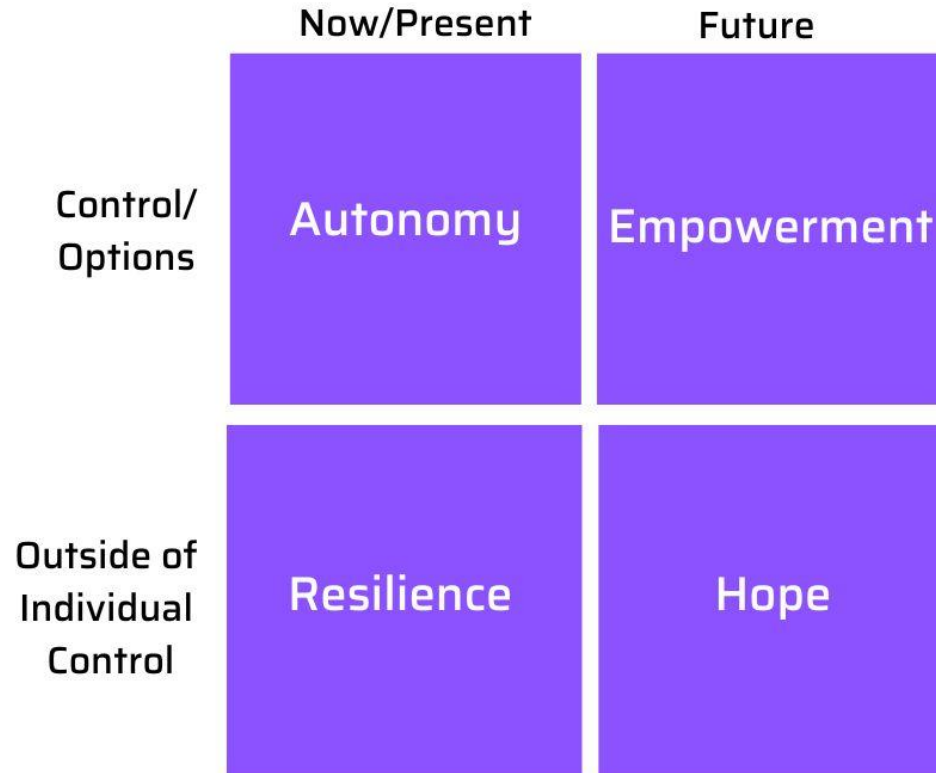 Now/Present
Future
Control/
Options
Autonomy
Empowerment
Outside of
Individual
Control
Resilience
Hope